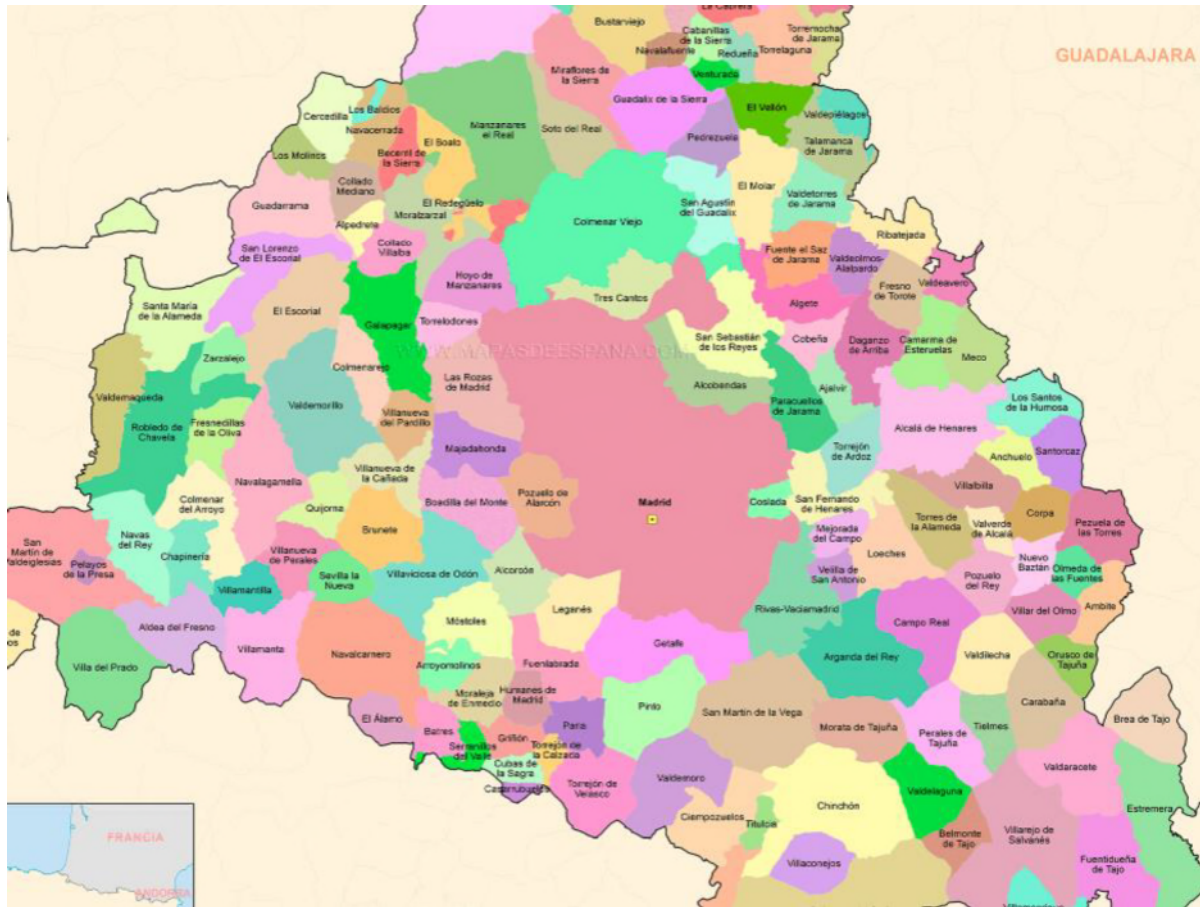 Bustarviejo
La Cabrera
Cabanillas
de la Sierra
Torremocha
de Jarama
Navalafuente
Redueña
Torrelaguna
GUADALAJARA
Miraflores de
la Sierra
Venturada
Guadalix de la Sierra
El Vellón
Valdepiélagos
Cercedilla
Los Baldíos
Navacerrada
Manzanares
el Real
Soto del Real
Pedrezuela
Talamanca
de Jarama
Los Molinos
Becerril de
la Sierra
El Boalo
Collado
Mediano
El Molar
Valdetorres
de Jarama
Guadarrama
Alpedrete
Moralzarzal
El Redegüelo
Colmenar Viejo
San Agustín
del Guadalix
San Lorenzo
de El Escorial
Collado
Villalba
Ribatejada
Fuente el Saz
de Jarama
Valdeolmos-
Alalpardo
Hoyo de
Manzanares
Tres Cantos
Algete
Fresno
de Torote
Valdeavero
Santa María
de la Alameda
El Escorial
Galapagar
Torrelodones
San Sebastián
de los Reyes
Cobeña
Daganzo
de Arriba
Camarma de
Esteruelas
Meco
WWW.MAPASDEESPANA.COM
Zarzalejo
Colmenarejo
Las Rozas
de Madrid
Alcobendas
Ajalvir
Valdemaqueda
Valdemorillo
Paracuellos
de Jarama
Los Santos
de la Humosa
Robledo de
Chavela
Fresnedillas
de la Oliva
Villanueva
del Pardillo
Alcalá de Henares
Majadahonda
Torrejón
de Ardoz
Anchuelo
Santorcaz
Navalagamella
Villanueva de
la Cañada
Villalbilla
Colmenar
del Arroyo
Quijorna
Boadilla del Monte
Pozuelo de
Alarcón
Madrid
Coslada
San Fernando
de Henares
Torres de
la Alameda
Valverde
de Alcalá
Corpa
Pezuela de
las Torres
Navas
del Rey
Brunete
Mejorada
del Campo
San
Martín de
Valdeiglesias
Pelayos
de la Presa
Chapinería
Villanueva
de Perales
Loeches
Nuevo
Baztán
Olmeda de
las Fuentes
Villamantilla
Sevilla la
Nueva
Villaviciosa de Odón
Alcorcón
Velilla de
San Antonio
Pozuelo
del Rey
Leganés
Rivas-Vaciamadrid
Villar del Olmo
Ambite
Aldea del Fresno
Móstoles
Campo Real
de
os
Villamanta
Navalcarnero
Getafe
Arganda del Rey
Valdilecha
Orusco de
Tajuña
Villa del Prado
Arroyomolinos
Fuenlabrada
Moraleja
de Enmedio
Humanes de
Madrid
Pinto
San Martín de la Vega
Carabaña
El Álamo
Batres
Parla
Morata de Tajuña
Perales de
Tajuña
Tielmes
Brea de Tajo
Serranillos
del Valle
Griñón
Torrejón de
la Calzada
Cubas de
la Sagra
Casarrubuelos
Torrejón de
Velasco
Valdemoro
Valdaracete
Chinchón
Valdelaguna
Estremera
Ciempozuelos
Titulcia
FRANCIA
Belmonte
de Tajo
Villarejo de
Salvanés
Villaconejos
Fuentidueña
de Tajo
ANDORRA